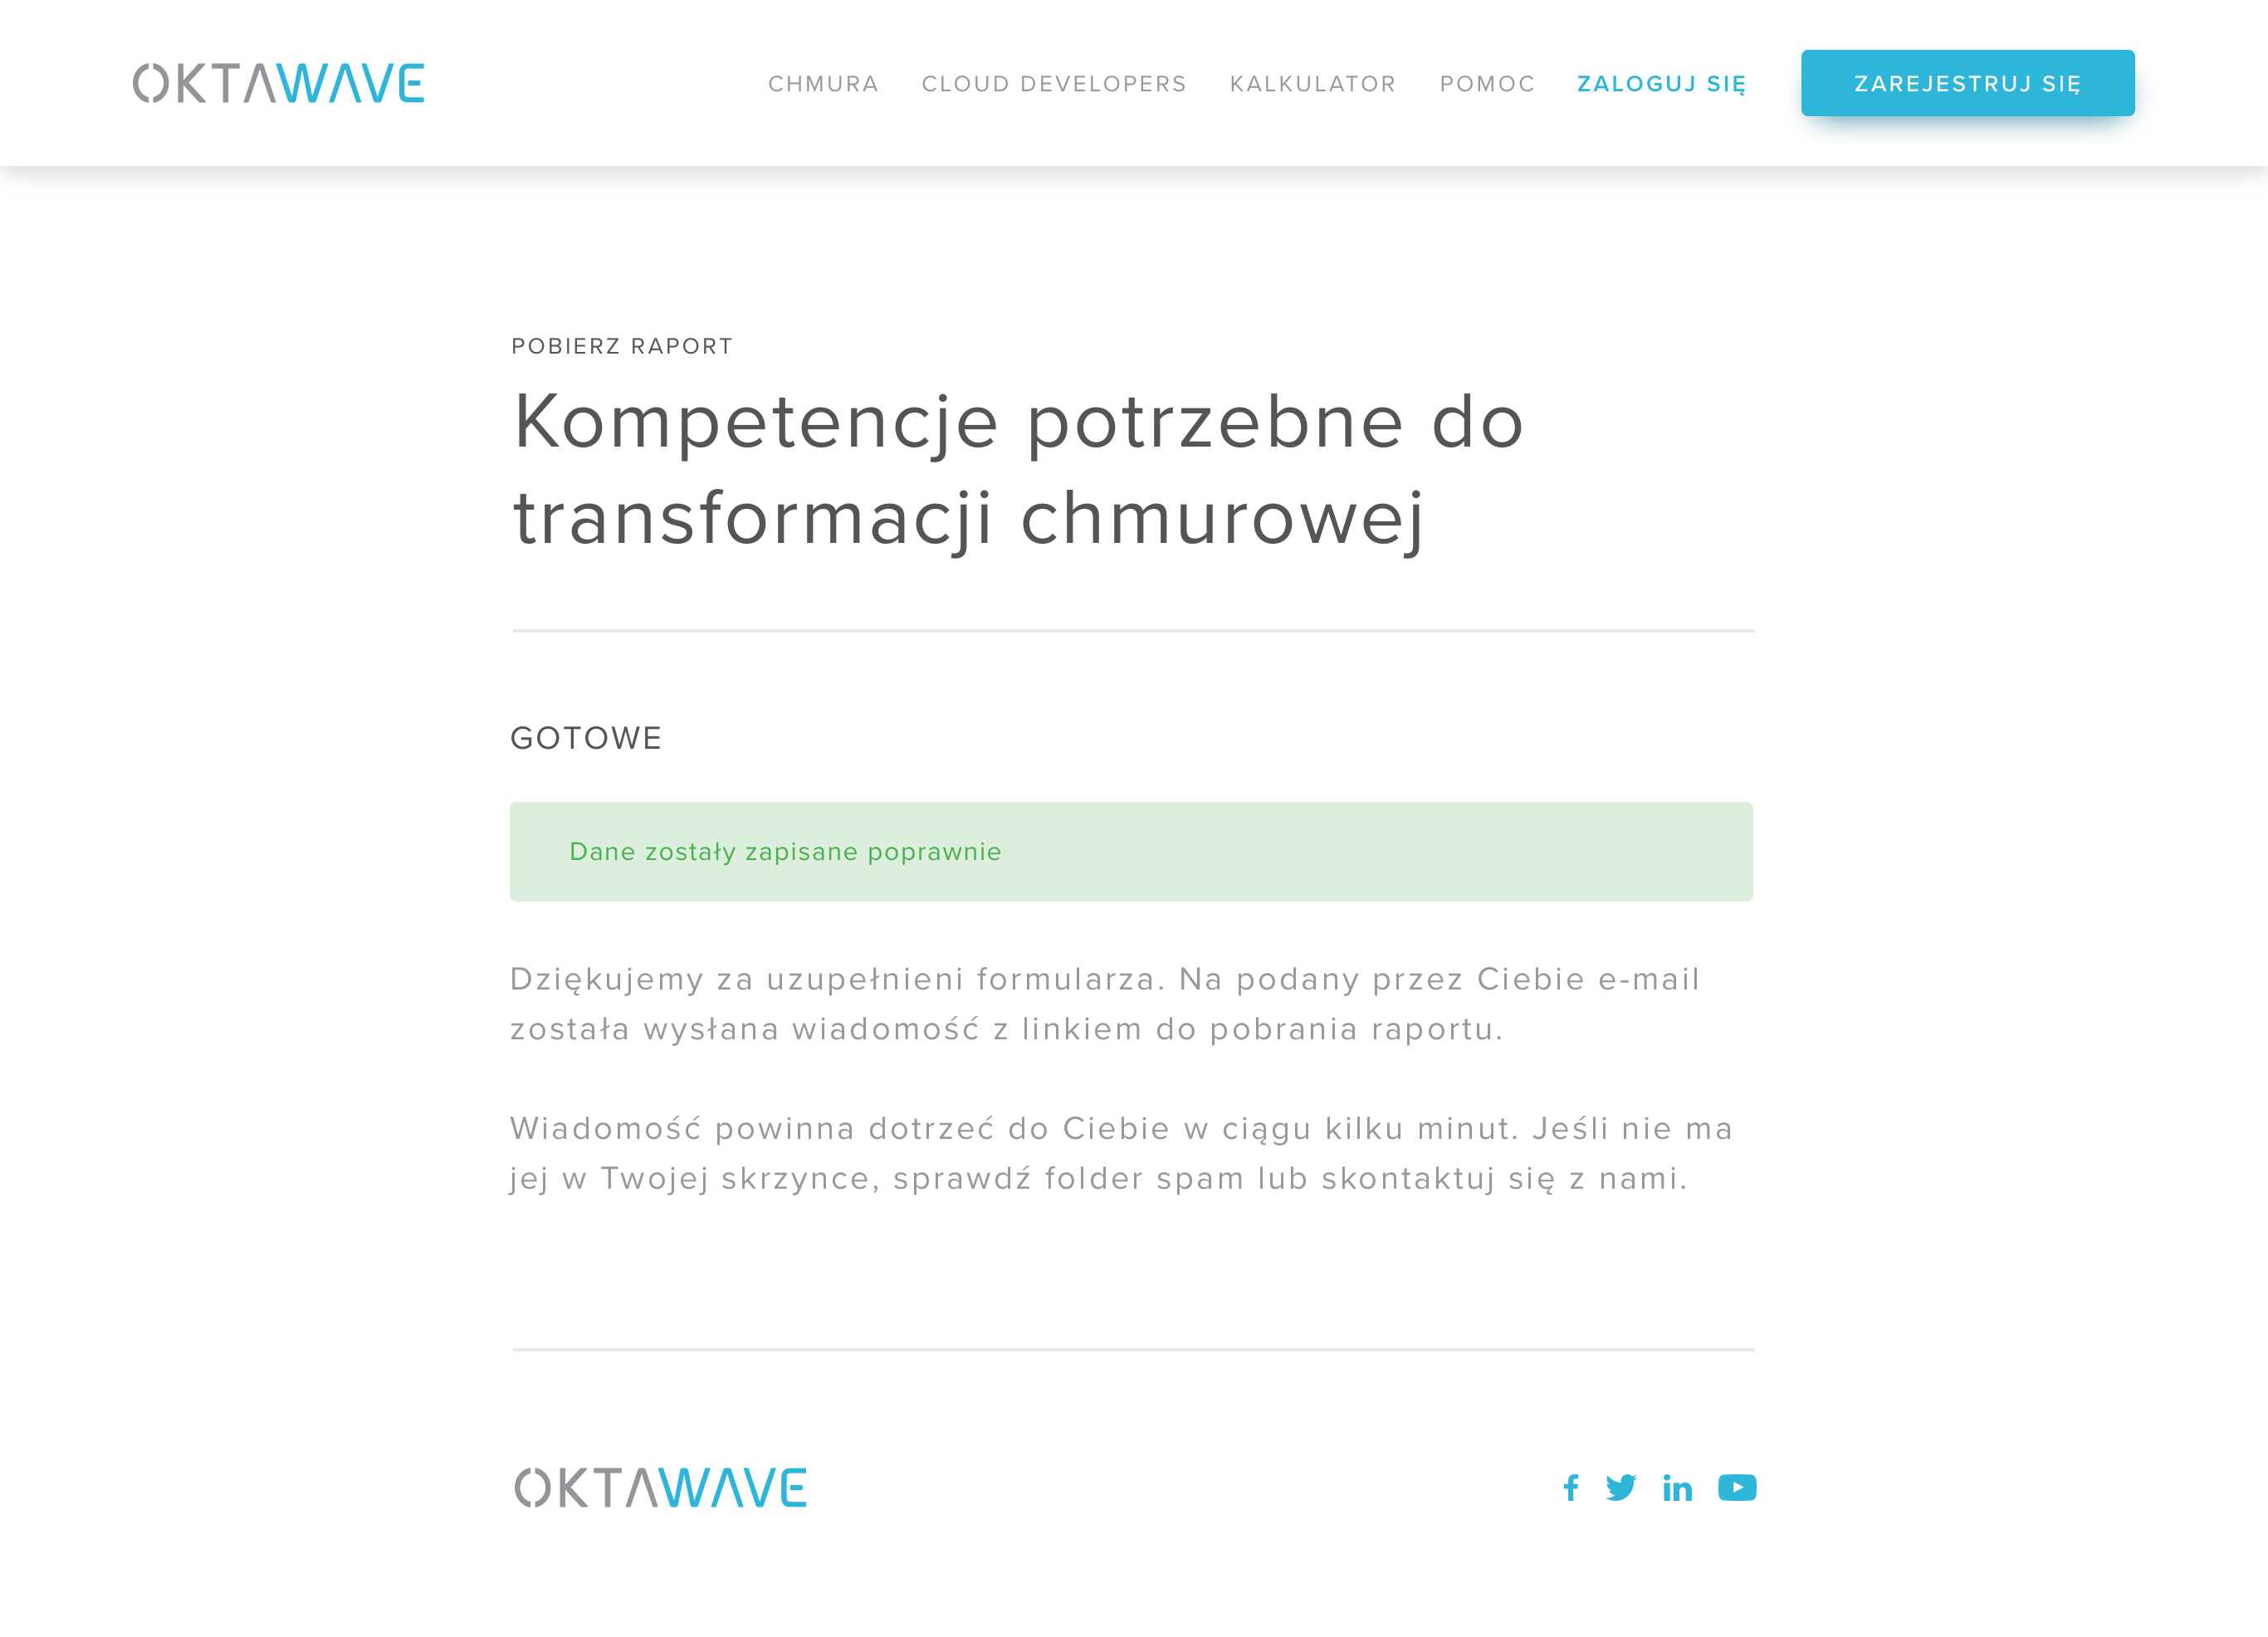 OKTAWAVE
CHMURA CLOUD DEVELOPERS KALKULATOR POMOC ZALOGUJ SIĘ ZAREJESTRUJ SIĘ
POBIERZ RAPORT
Kompetencje potrzebne do
transformacji chmurowej
GOTOWE
Dane zostały zapisane poprawnie
Dziękujemy za uzupełnieni formularza. Na podany przez Ciebie e-mail
została wysłana wiadomość z linkiem do pobrania raportu.
Wiadomość powinna dotrzeć do Ciebie w ciągu kilku minut. Jeśli nie ma
jej w Twojej skrzynce, sprawdź folder spam lub skontaktuj się z nami.
OKTAWAVE